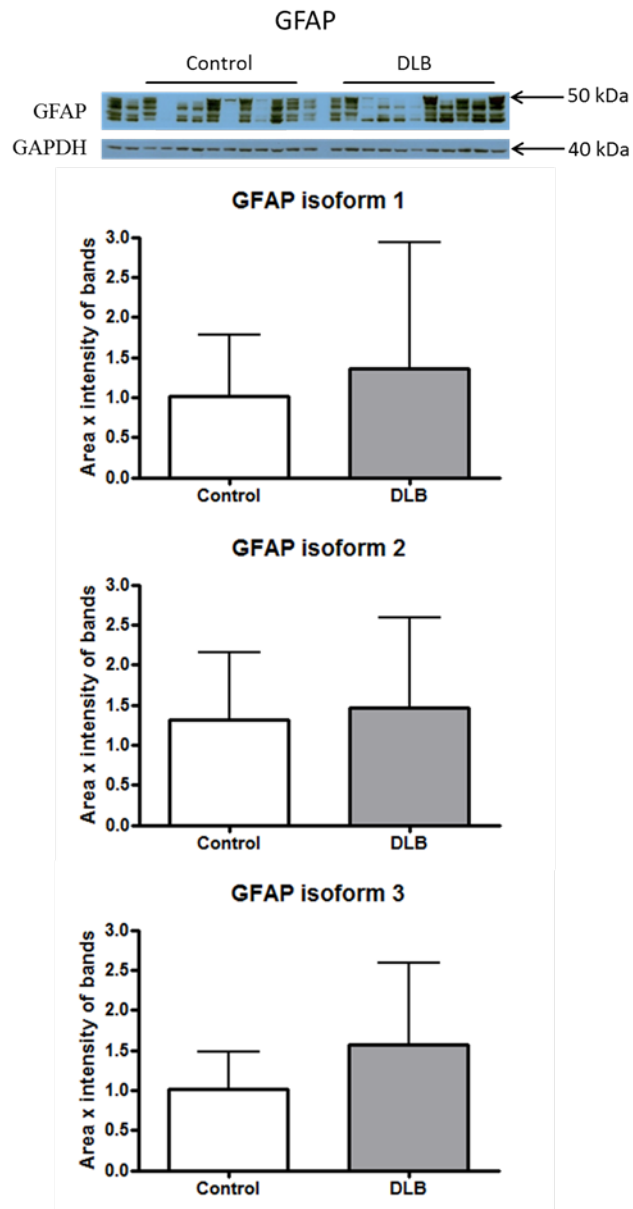 GFAP
Control DLB
GFAP 50 kDa
GAPDH 40 kDa
GFAP isoform 1
Area x intensity of bands
3.0
2.5
2.0
1.5
1.0
0.5
0.0
Control DLB
GFAP isoform 2
Area x intensity of bands
3.0
2.5
2.0
1.5
1.0
0.5
0.0
Control DLB
GFAP isoform 3
Area x intensity of bands
3.0
2.5
2.0
1.5
1.0
0.5
0.0
Control DLB